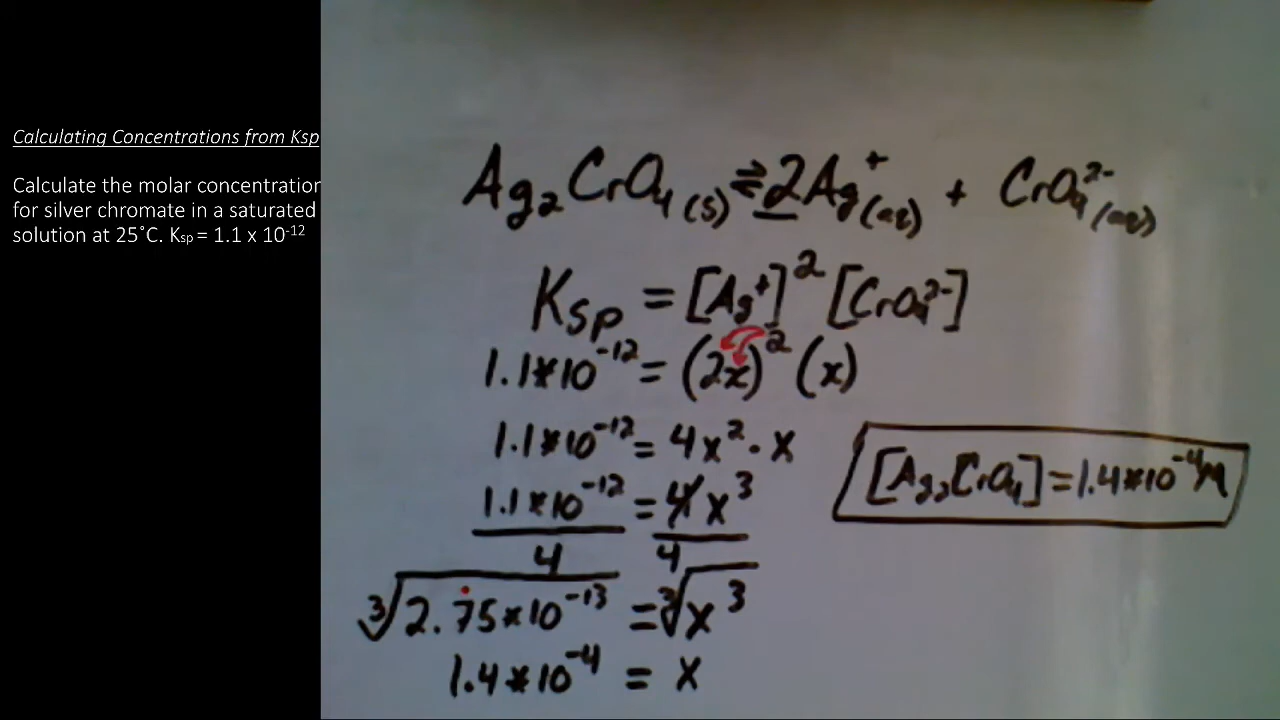 Calculating Concentrations from Ksp
Calculate the molar concentration
for silver chromate in a saturated
solution at 25°C. Ksp = 1.1 x 10⁻¹²
Ag₂CrO₄(s) ⇌ 2Ag⁺(aq) + CrO₄²⁻(aq)
Ksp = [Ag⁺]² [CrO₄²⁻]
1.1*10⁻¹² = (2x)² (x)
1.1*10⁻¹² = 4x² · x
1.1*10⁻¹² = 4x³
4 4
³√2.75*10⁻¹³ = ³√x³
1.4*10⁻⁴ = x
[Ag₂CrO₄] = 1.4*10⁻⁴M